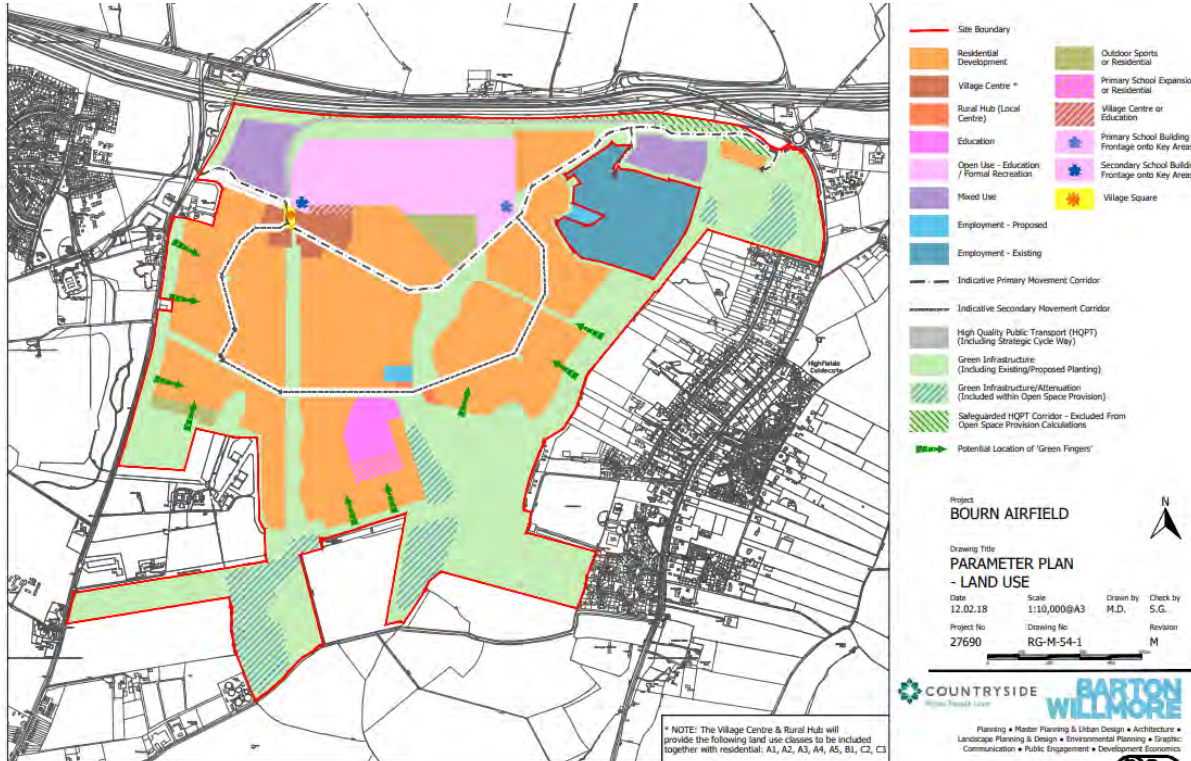 Highfields
Caldecote
* NOTE: The Village Centre & Rural Hub will
provide the following land use classes to be included
together with residential: A1, A2, A3, A4, A5, B1, C2, C3
Site Boundary
Residential
Development
Village Centre *
Rural Hub (Local
Centre)
Education
Open Use - Education
/ Formal Recreation
Mixed Use
Employment - Proposed
Employment - Existing
Outdoor Sports
or Residential
Primary School Expansio
or Residential
Village Centre or
Education
Primary School Building
Frontage onto Key Areas
Secondary School Buildi
Frontage onto Key Areas
Village Square
Indicative Primary Movement Corridor
Indicative Secondary Movement Corridor
High Quality Public Transport (HQPT)
(Including Strategic Cycle Way)
Green Infrastructure
(Including Existing/Proposed Planting)
Green Infrastructure/Attenuation
(Included within Open Space Provision)
Safeguarded HQPT Corridor - Excluded From
Open Space Provision Calculations
Potential Location of 'Green Fingers'
Project
BOURN AIRFIELD
N
Drawing Title
PARAMETER PLAN
- LAND USE
Date Scale Drawn by Check by
12.02.18 1:10,000@A3 M.D. S.G.
Project No Drawing No Revision
27690 RG-M-54-1 M
COUNTRYSIDE
Places People Love
BARTON
WILLMORE
Planning • Master Planning & Urban Design • Architecture •
Landscape Planning & Design • Environmental Planning • Graphic
Communication • Public Engagement • Development Economics